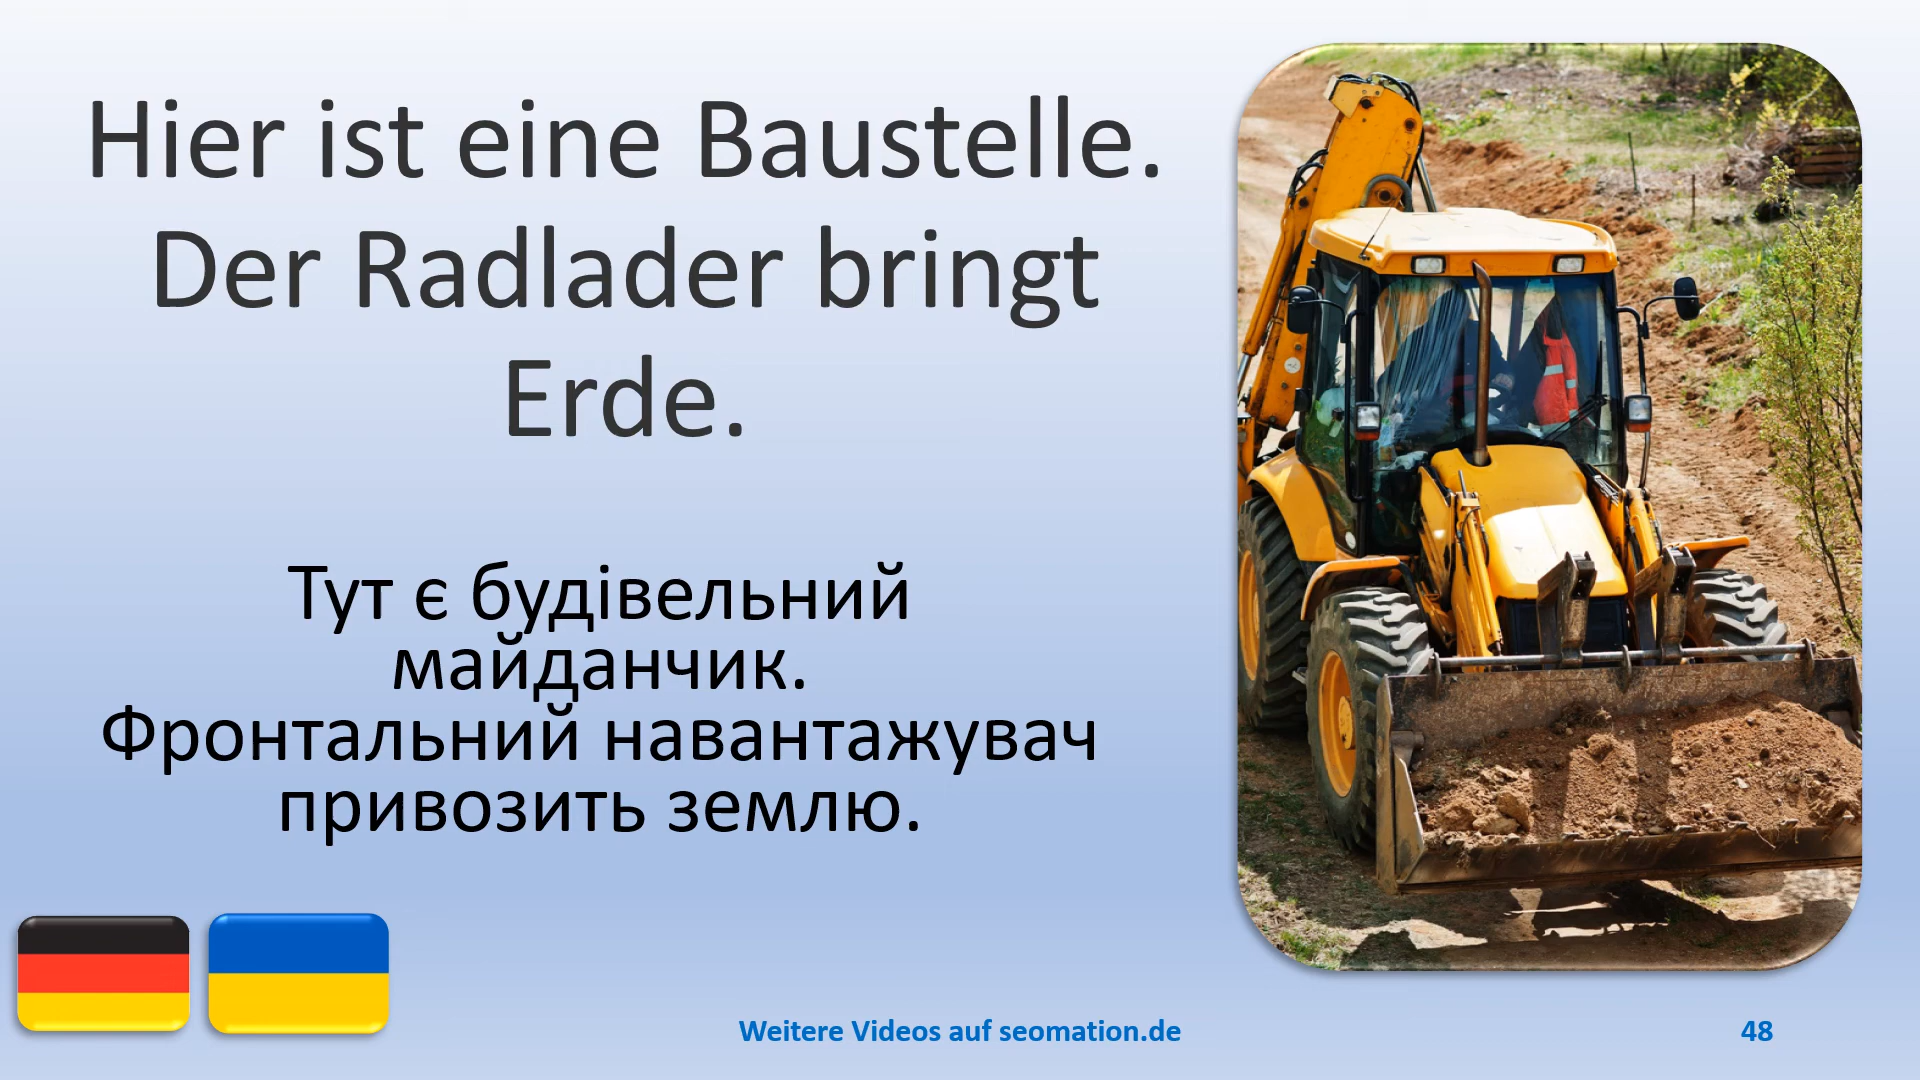 Hier ist eine Baustelle.
Der Radlader bringt
Erde.
Тут є будівельний
майданчик.
Фронтальний навантажувач
привозить землю.
Weitere Videos auf seomation.de
48